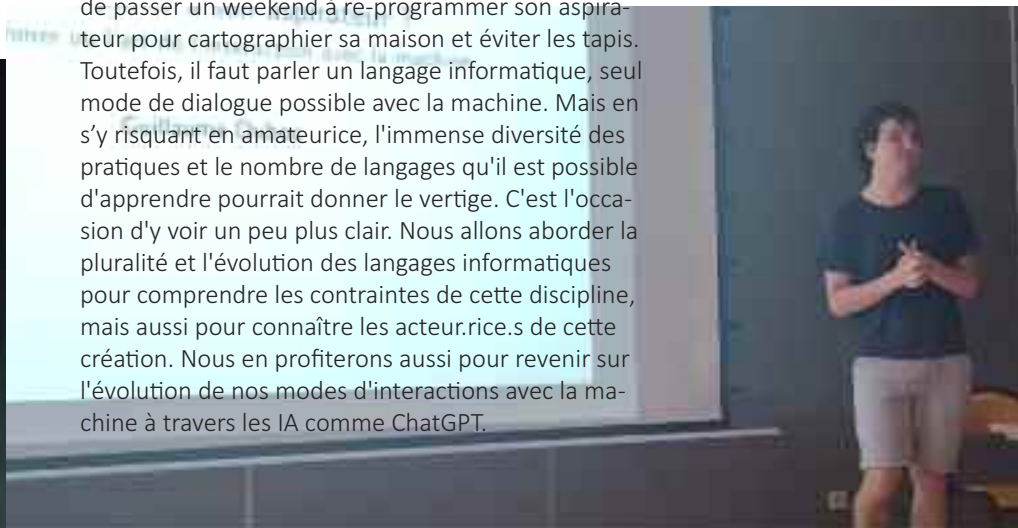 de passer un weekend à re-programmer son aspira-
teur pour cartographier sa maison et éviter les tapis.
Toutefois, il faut parler un langage informatique, seul
mode de dialogue possible avec la machine. Mais en
s'y risquant en amateurice, l'immense diversité des
pratiques et le nombre de langages qu'il est possible
d'apprendre pourrait donner le vertige. C'est l'occa-
sion d'y voir un peu plus clair. Nous allons aborder la
pluralité et l'évolution des langages informatiques
pour comprendre les contraintes de cette discipline,
mais aussi pour connaître les acteur.rice.s de cette
création. Nous en profiterons aussi pour revenir sur
l'évolution de nos modes d'interactions avec la ma-
chine à travers les IA comme ChatGPT.